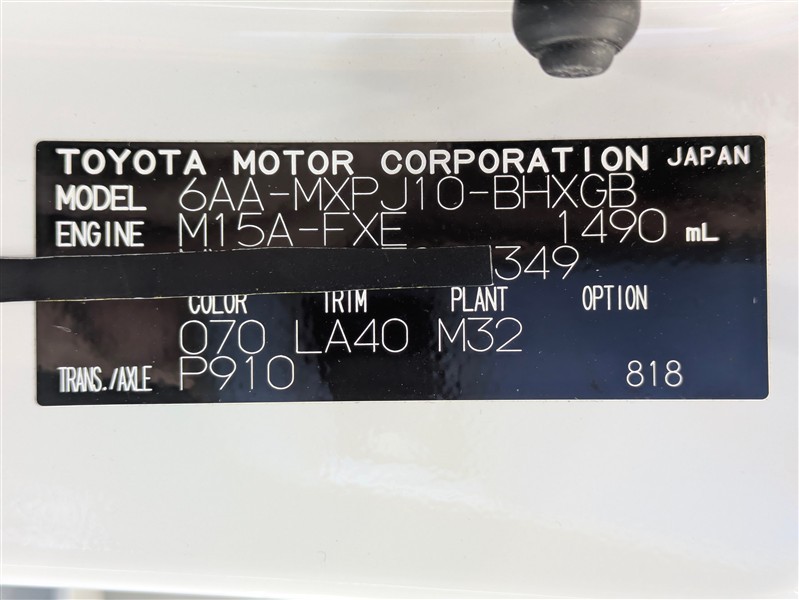 TOYOTA MOTOR CORPORATION JAPAN
MODEL 6AA-MXPJ10-BHXGB
ENGINE M15A-FXE 1490 mL
349
COLOR TRIM PLANT OPTION
070 LA40 M32
TRANS./AXLE P910 818